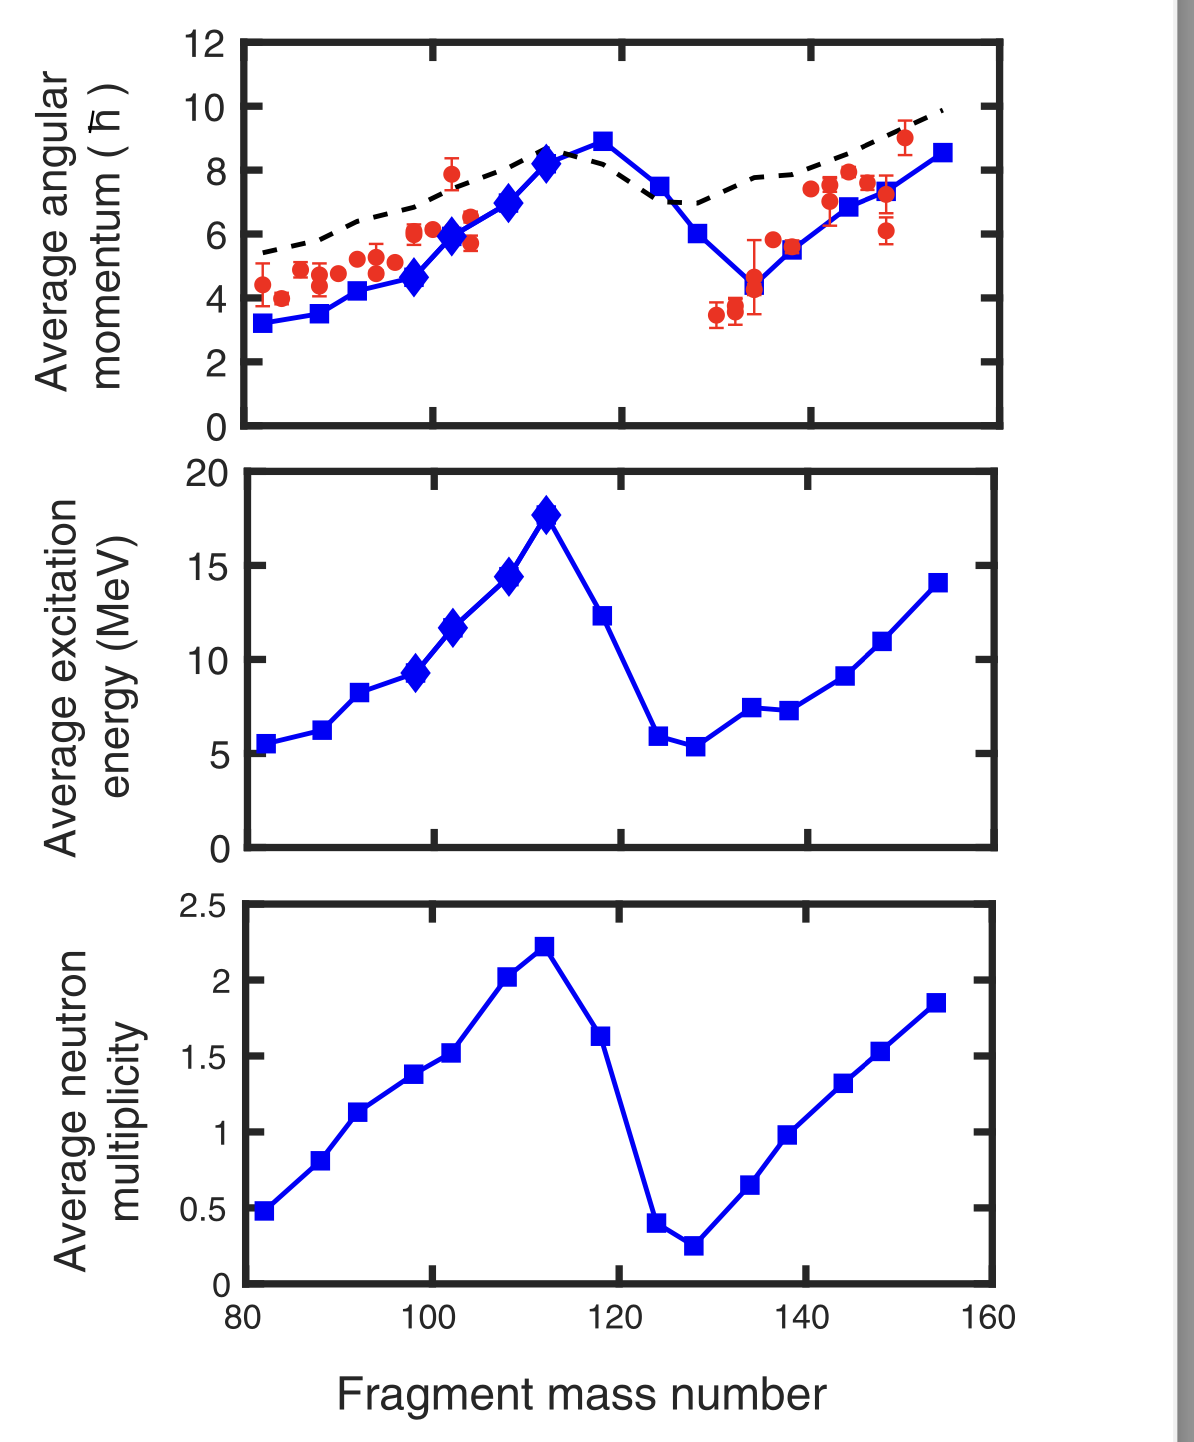 Average angular
momentum ( ħ )
12
10
8
6
4
2
0
Average excitation
energy (MeV)
20
15
10
5
0
Average neutron
multiplicity
2.5
2
1.5
1
0.5
0
80 100 120 140 160
Fragment mass number